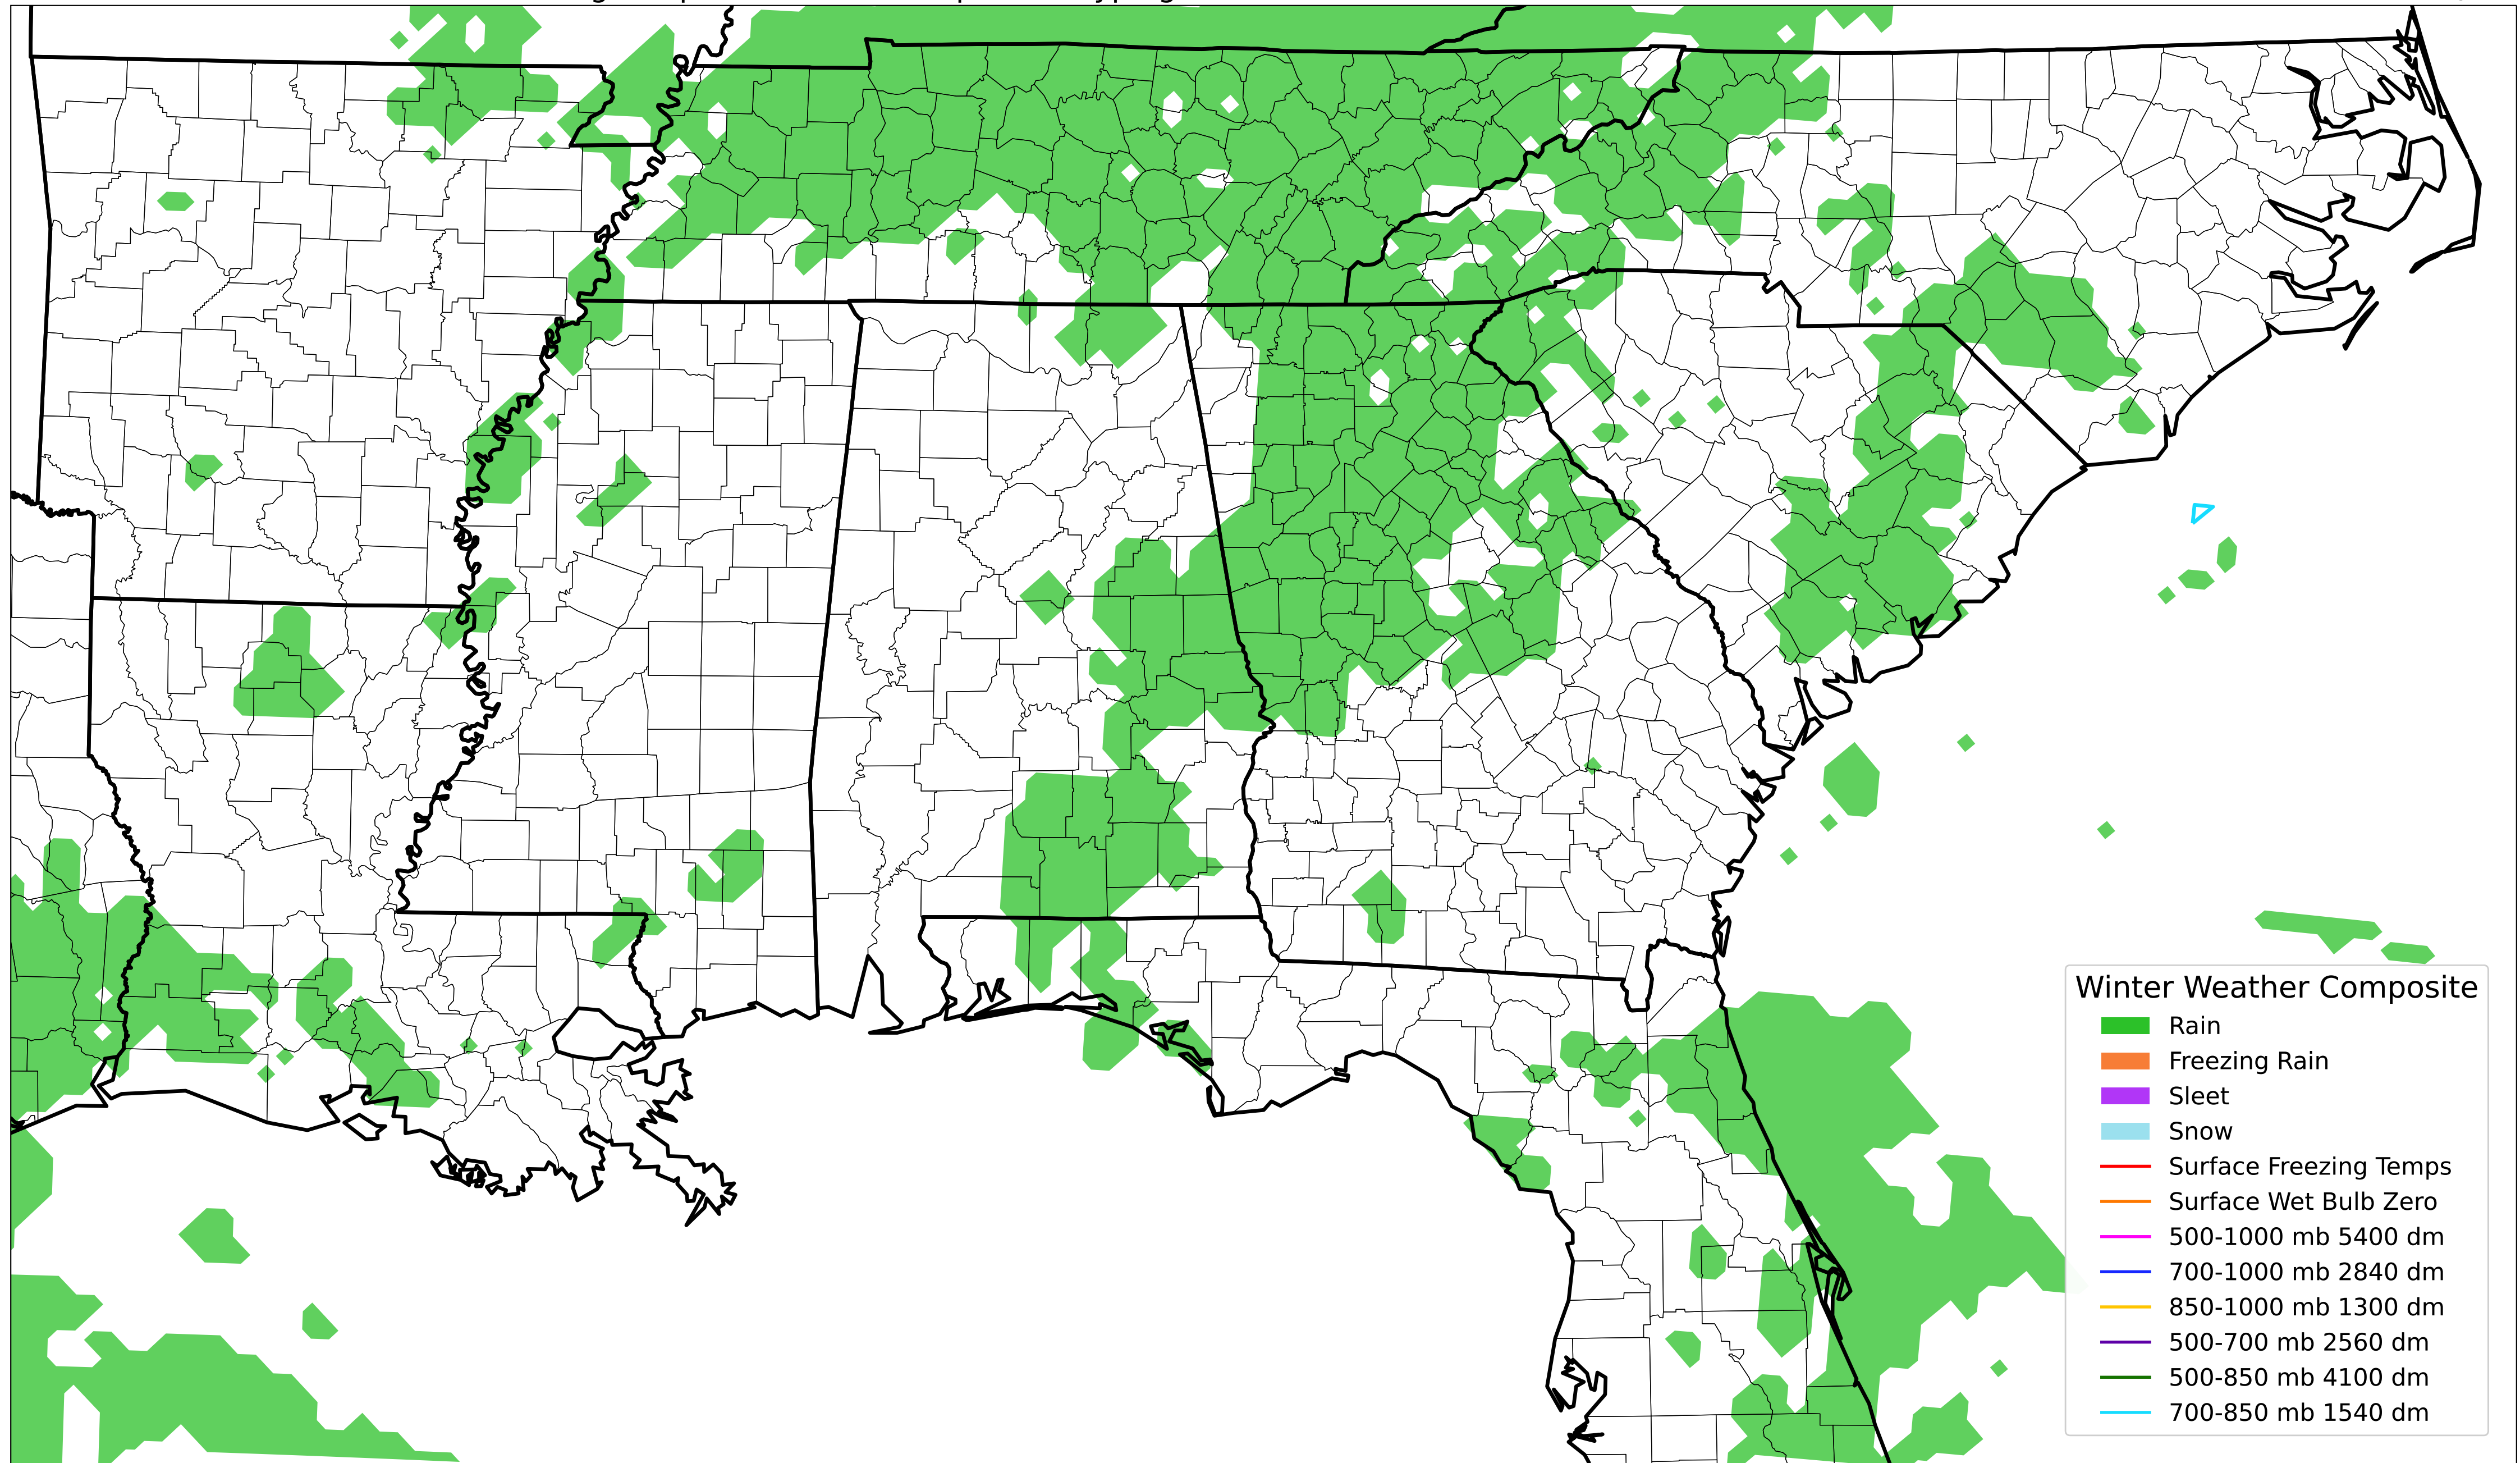 Winter Weather Composite
Rain
Freezing Rain
Sleet
Snow
Surface Freezing Temps
Surface Wet Bulb Zero
500-1000 mb 5400 dm
700-1000 mb 2840 dm
850-1000 mb 1300 dm
500-700 mb 2560 dm
500-850 mb 4100 dm
700-850 mb 1540 dm